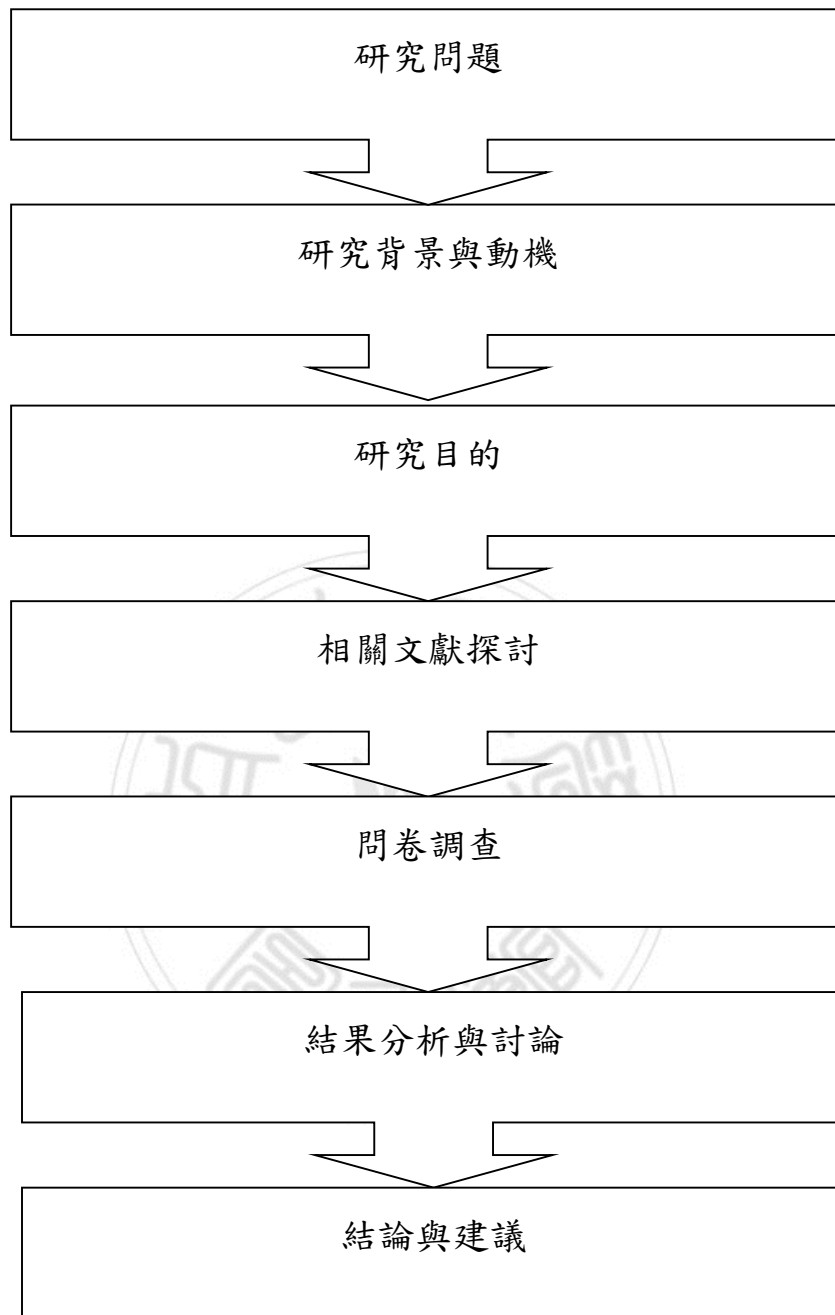 研究問題
研究背景與動機
研究目的
相關文獻探討
問卷調查
結果分析與討論
結論與建議